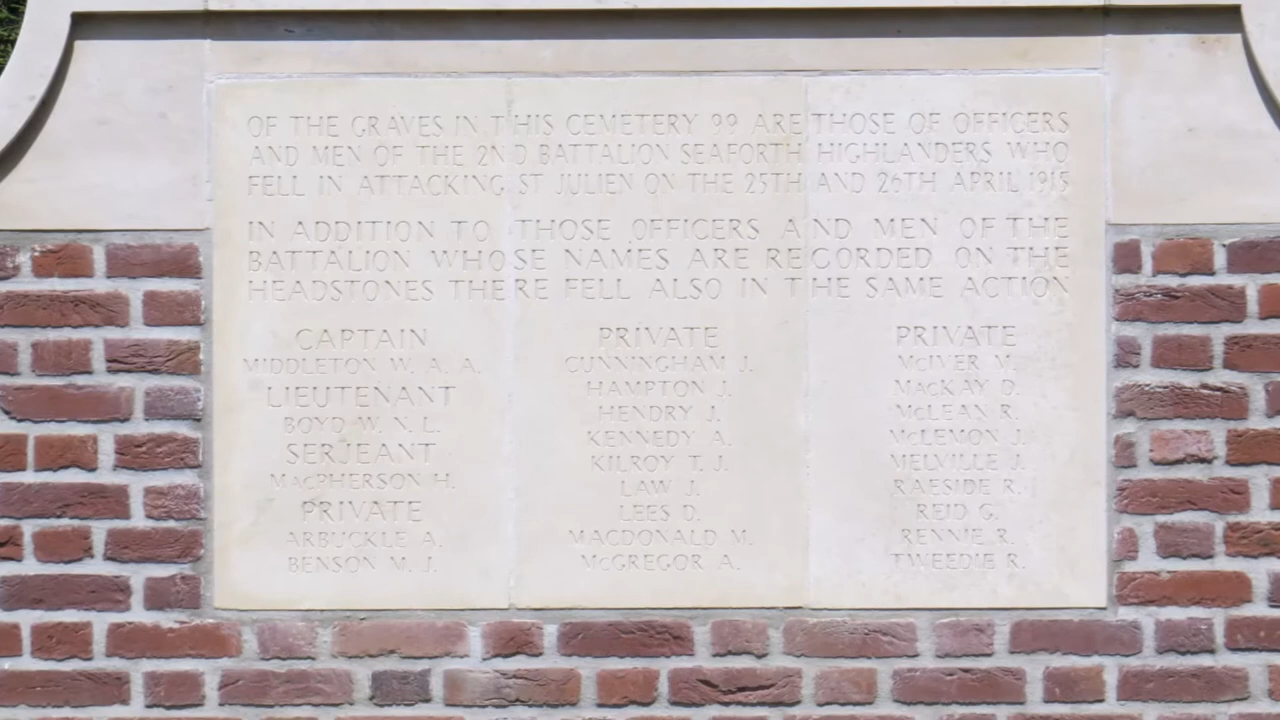 OF THE GRAVES IN THIS CEMETERY 99 ARE THOSE OF OFFICERS
AND MEN OF THE 2ND BATTALION SEAFORTH HIGHLANDERS WHO
FELL IN ATTACKING ST JULIEN ON THE 25TH AND 26TH APRIL 1915
IN ADDITION TO THOSE OFFICERS AND MEN OF THE
BATTALION WHOSE NAMES ARE RECORDED ON THE
HEADSTONES THERE FELL ALSO IN THE SAME ACTION
CAPTAIN
MIDDLETON W. A. A.
LIEUTENANT
BOYD W. N. L.
SERJEANT
MACPHERSON H.
PRIVATE
ARBUCKLE A.
BENSON M. J.
PRIVATE
CUNNINGHAM J.
HAMPTON J.
HENDRY J.
KENNEDY A.
KILROY T. J.
LAW J.
LEES D.
MACDONALD M.
McGREGOR A.
PRIVATE
McIVER M.
MacKAY D.
McLEAN R.
McLEMON J.
MELVILLE J.
RAESIDE R.
REID G.
RENNIE R.
TWEEDIE R.